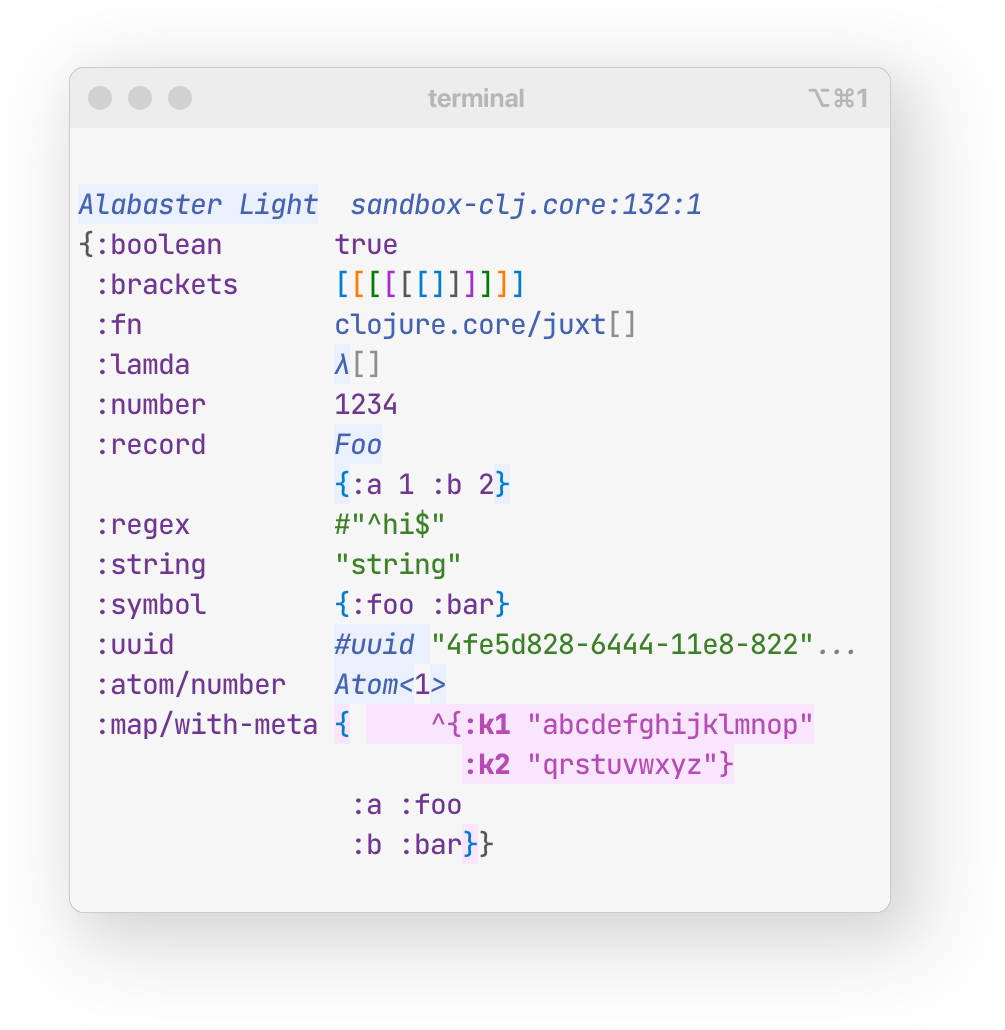 terminal ⌥⌘1
Alabaster Light  sandbox-clj.core:132:1
{:boolean       true
 :brackets      [[[[[[]]]]]]
 :fn            clojure.core/juxt[]
 :lamda         λ[]
 :number        1234
 :record        Foo
                {:a 1 :b 2}
 :regex         #"^hi$"
 :string        "string"
 :symbol        {:foo :bar}
 :uuid          #uuid "4fe5d828-6444-11e8-822"...
 :atom/number   Atom<1>
 :map/with-meta {     ^{:k1 "abcdefghijklmnop"
                        :k2 "qrstuvwxyz"}
                 :a :foo
                 :b :bar}}